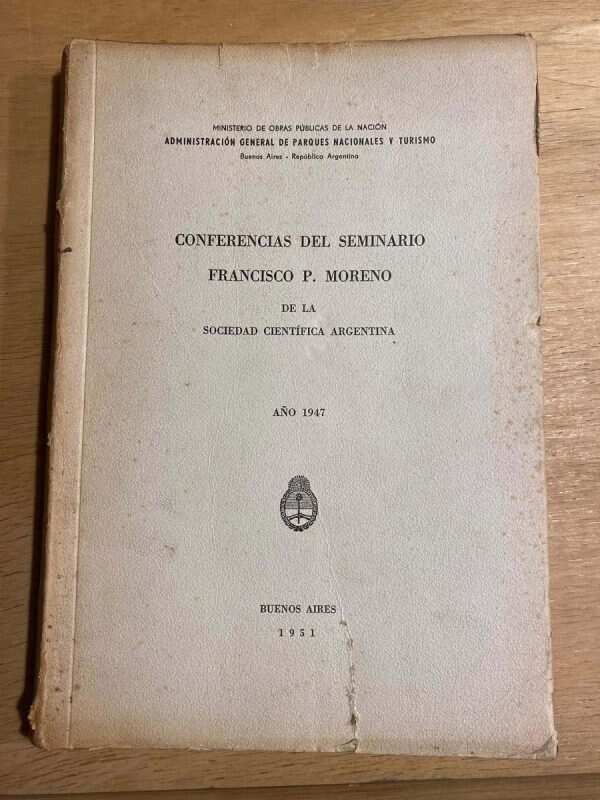 MINISTERIO DE OBRAS PÚBLICAS DE LA NACIÓN
ADMINISTRACIÓN GENERAL DE PARQUES NACIONALES Y TURISMO
Buenos Aires - República Argentina
CONFERENCIAS DEL SEMINARIO
FRANCISCO P. MORENO
DE LA
SOCIEDAD CIENTÍFICA ARGENTINA
AÑO 1947
BUENOS AIRES
1951